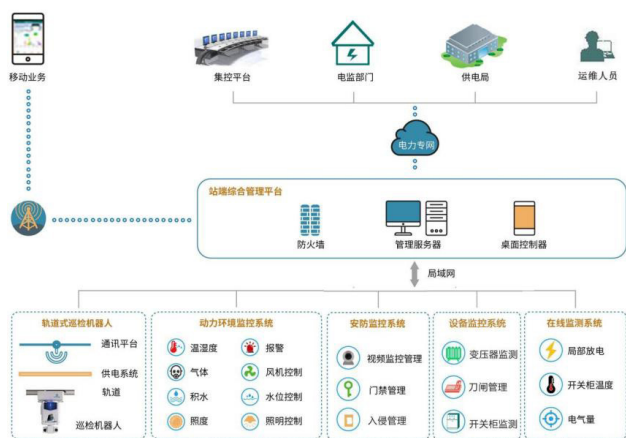 移动业务
集控平台
电监部门
供电局
运维人员
电力专网
站端综合管理平台
防火墙
管理服务器
桌面控制器
局域网
轨道式巡检机器人
通讯平台
供电系统
轨道
巡检机器人
动力环境监控系统
温湿度
报警
气体
风机控制
积水
水位控制
照度
照明控制
安防监控系统
视频监控管理
门禁管理
入侵管理
设备监控系统
变压器监测
刀闸管理
开关柜监测
在线监测系统
局部放电
开关柜温度
电气量